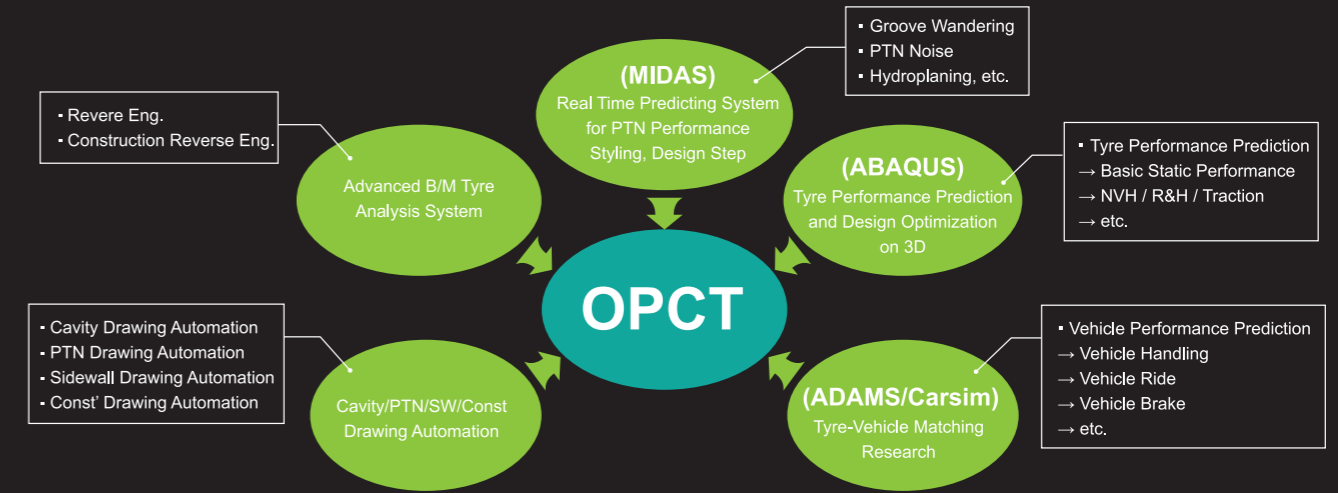 ▪ Groove Wandering
▪ PTN Noise
▪ Hydroplaning, etc.
(MIDAS)
Real Time Predicting System
for PTN Performance
Styling, Design Step
▪ Revere Eng.
▪ Construction Reverse Eng.
Advanced B/M Tyre
Analysis System
▪ Tyre Performance Prediction
→ Basic Static Performance
→ NVH / R&H / Traction
→ etc.
(ABAQUS)
Tyre Performance Prediction
and Design Optimization
on 3D
OPCT
▪ Cavity Drawing Automation
▪ PTN Drawing Automation
▪ Sidewall Drawing Automation
▪ Const’ Drawing Automation
Cavity/PTN/SW/Const
Drawing Automation
▪ Vehicle Performance Prediction
→ Vehicle Handling
→ Vehicle Ride
→ Vehicle Brake
→ etc.
(ADAMS/Carsim)
Tyre-Vehicle Matching
Research